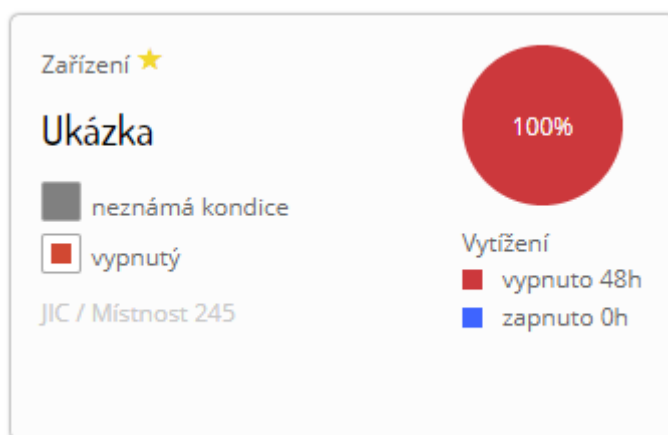 Zařízení
Ukázka
neznámá kondice
vypnutý
JIC / Místnost 245
100%
Vytížení
vypnuto 48h
zapnuto 0h